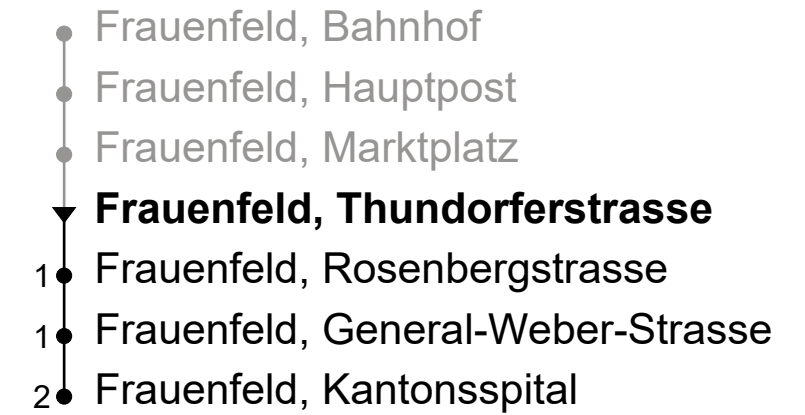 Frauenfeld, Bahnhof
Frauenfeld, Hauptpost
Frauenfeld, Marktplatz
Frauenfeld, Thundorferstrasse
1 Frauenfeld, Rosenbergstrasse
1 Frauenfeld, General-Weber-Strasse
2 Frauenfeld, Kantonsspital